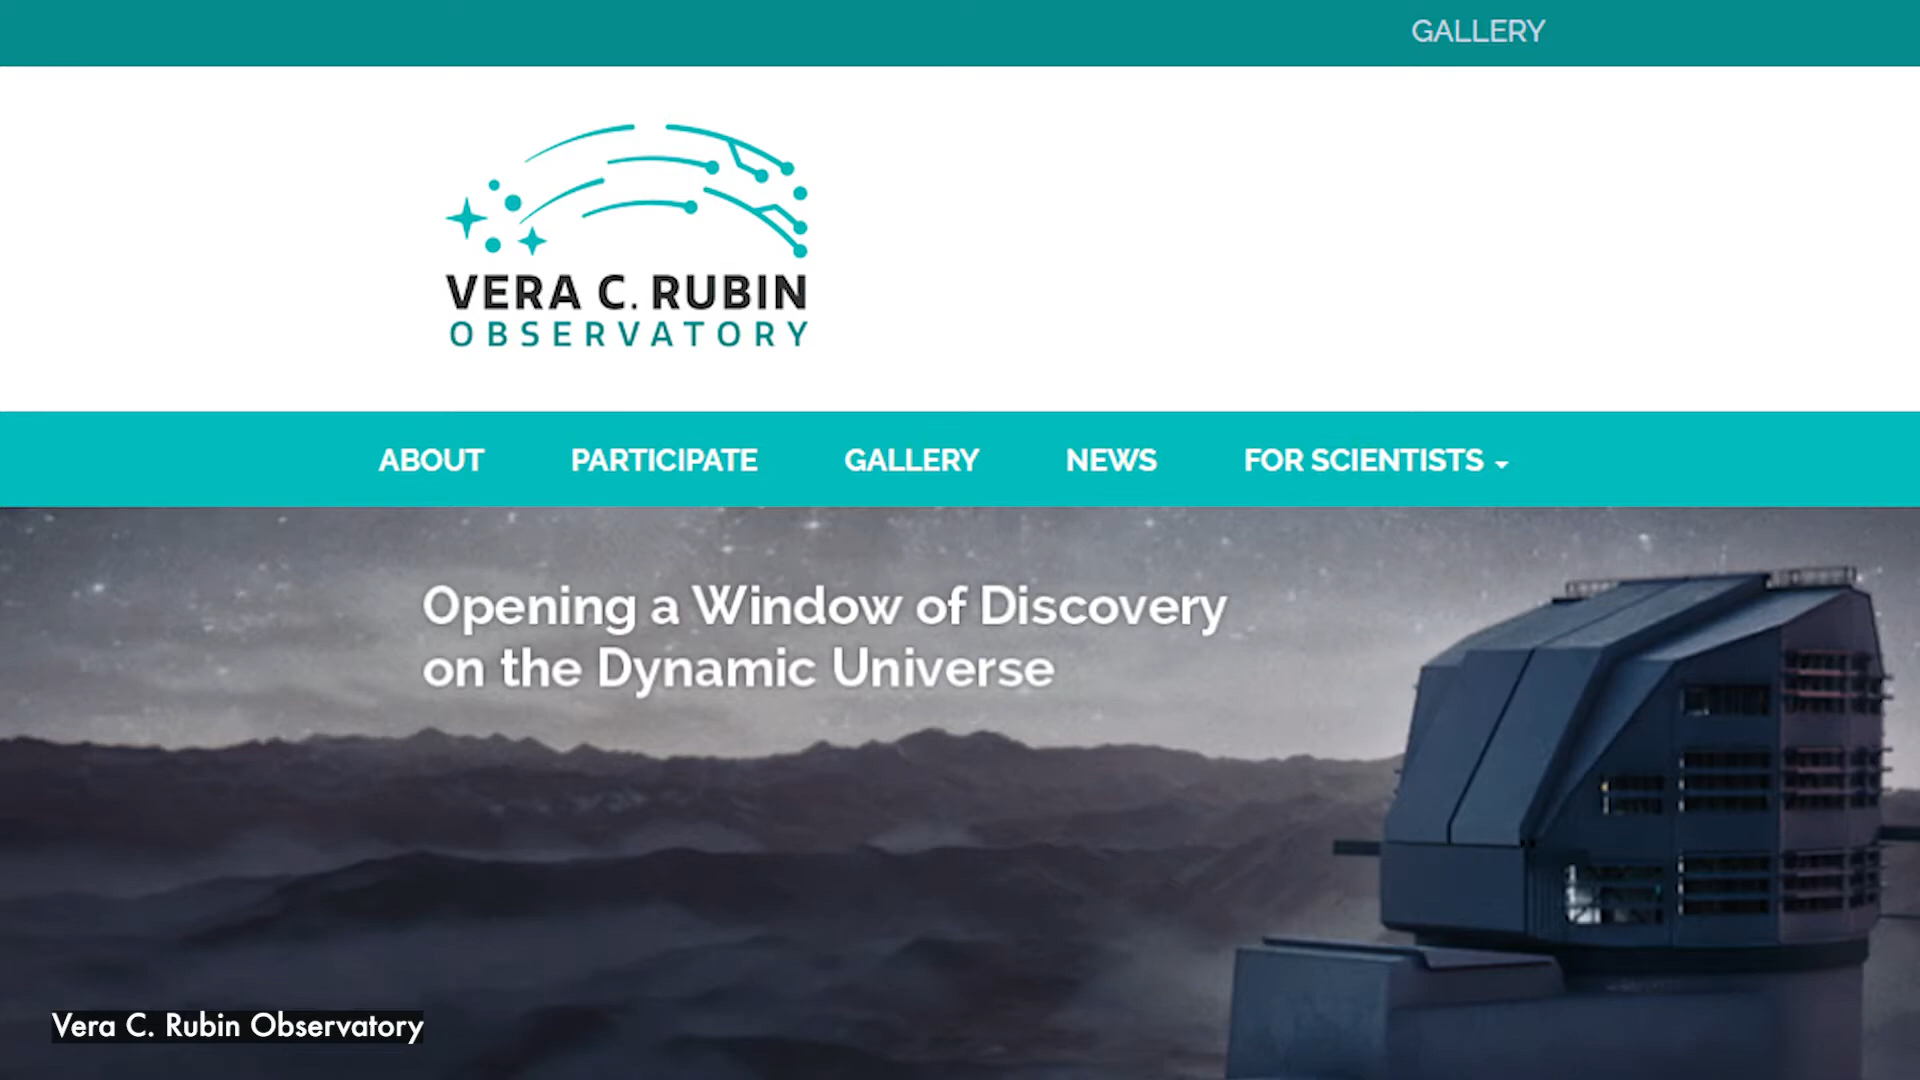 GALLERY
VERA C. RUBIN
OBSERVATORY
ABOUT PARTICIPATE GALLERY NEWS FOR SCIENTISTS
Opening a Window of Discovery
on the Dynamic Universe
Vera C. Rubin Observatory